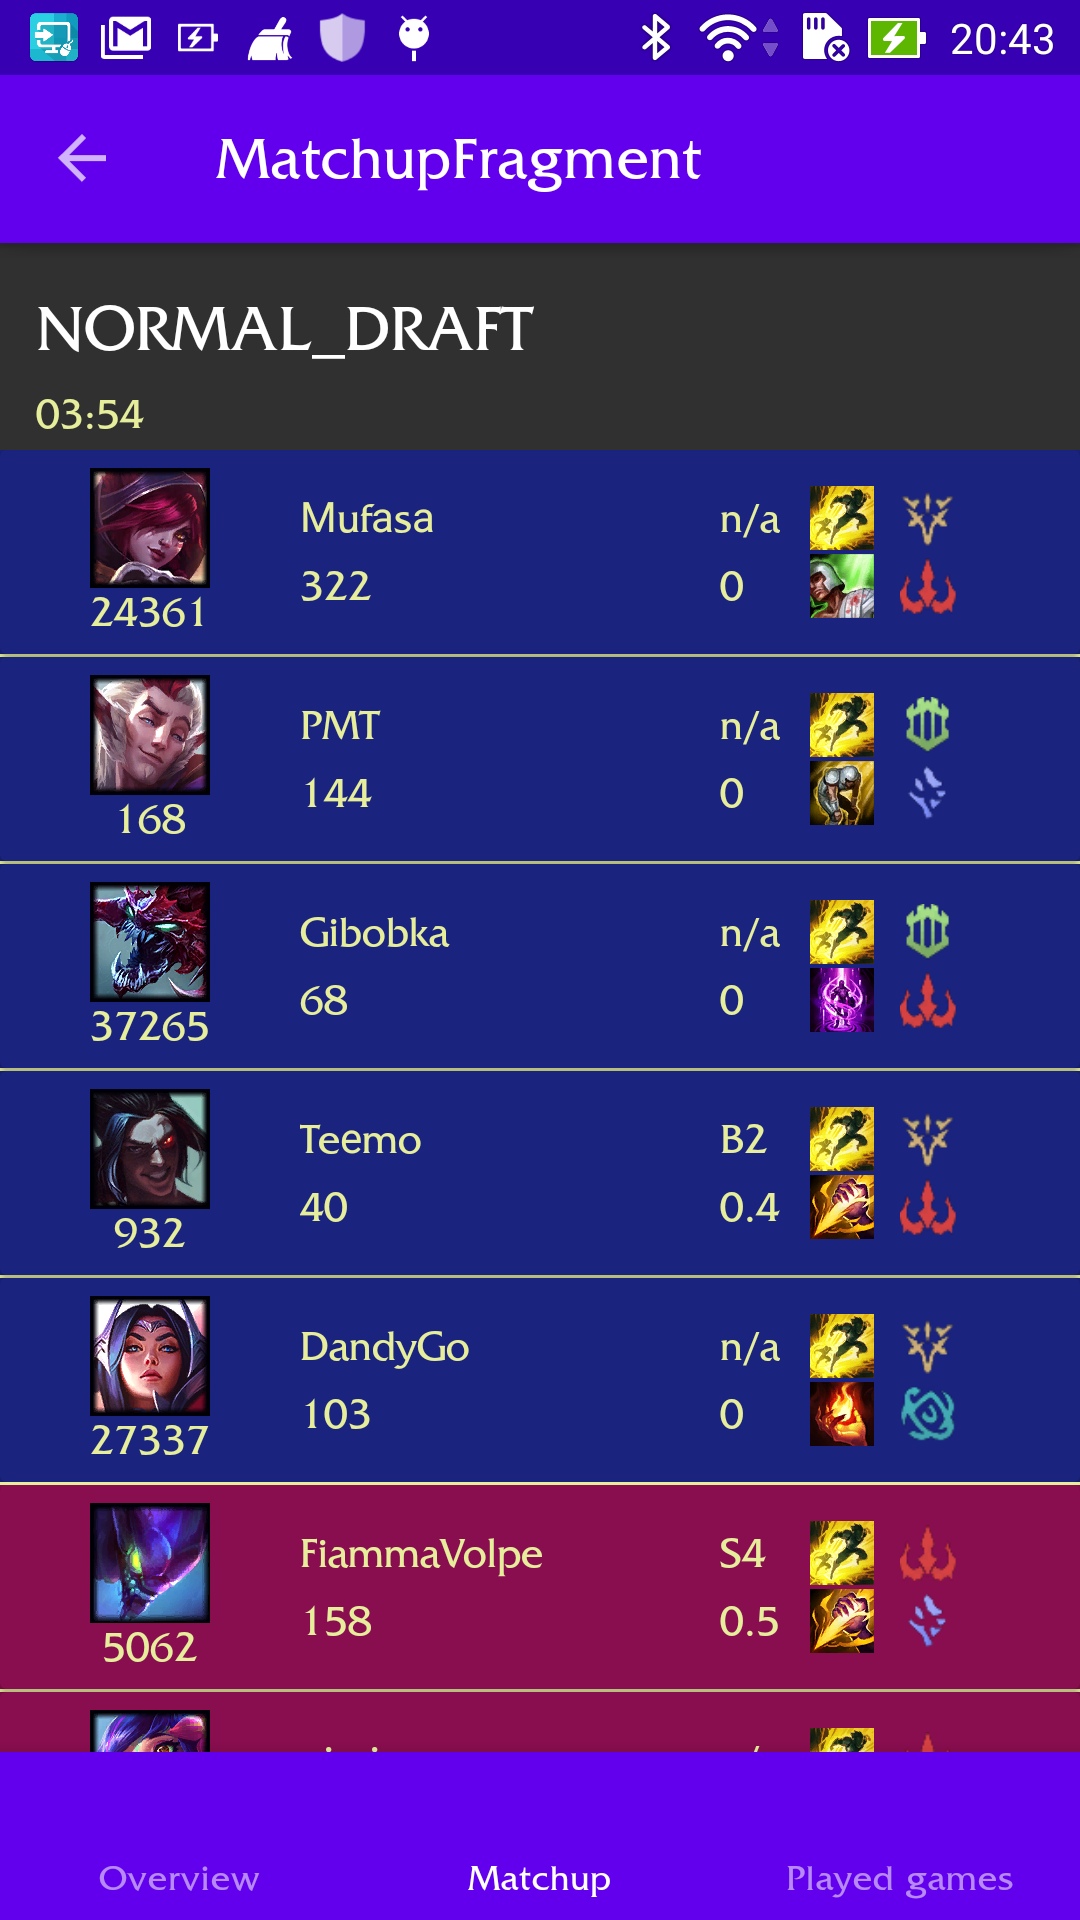 20:43
MatchupFragment
NORMAL_DRAFT
03:54
Mufasa n/a
322 0
24361
PMT n/a
144 0
168
Gibobka n/a
68 0
37265
Teemo B2
40 0.4
932
DandyGo n/a
103 0
27337
FiammaVolpe S4
158 0.5
5062
Overview Matchup Played games